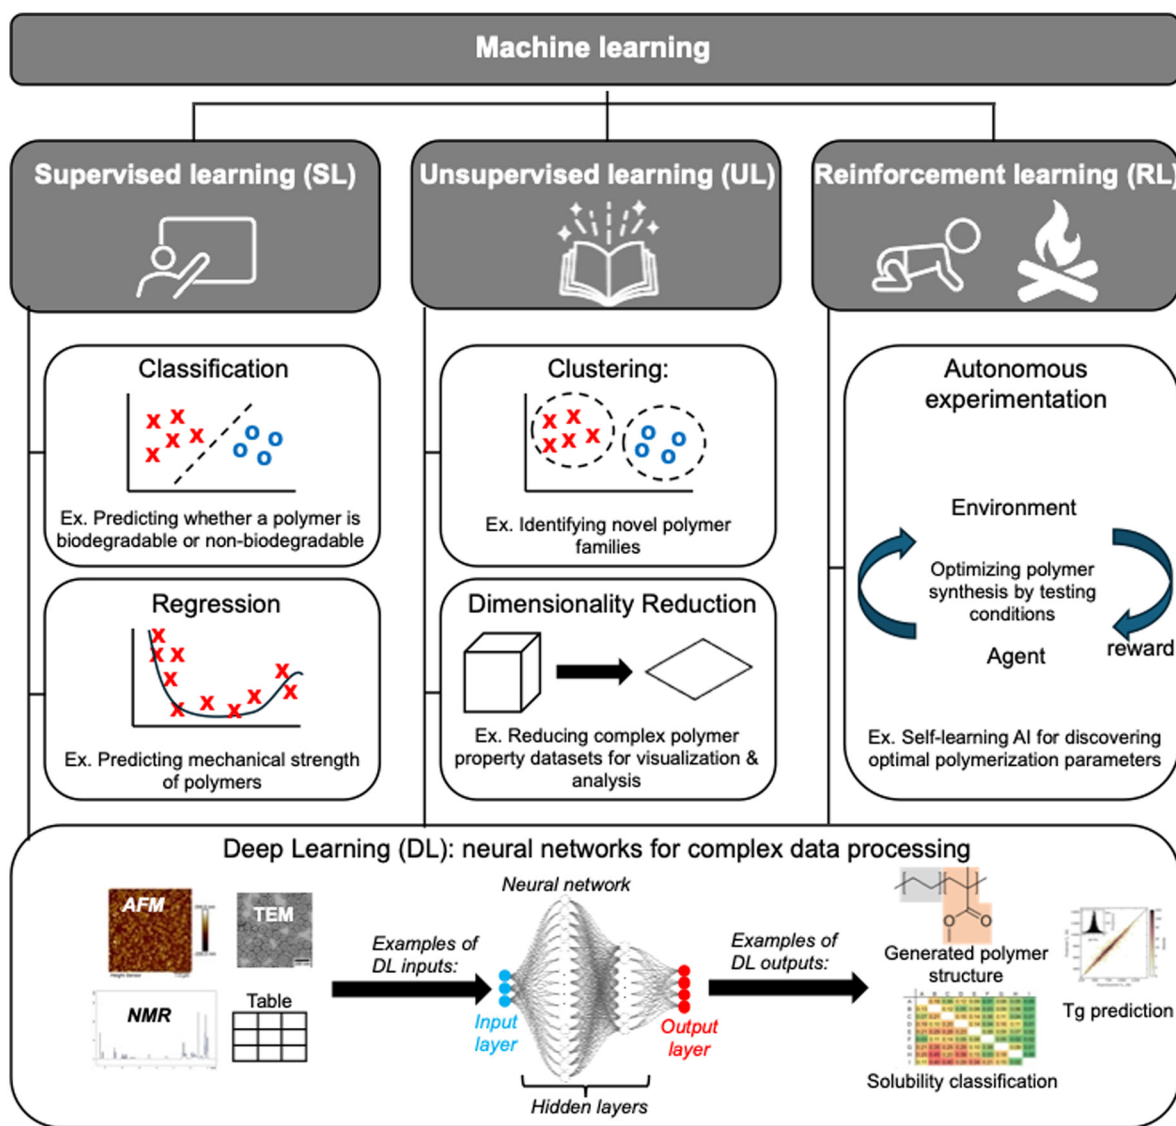 Machine learning
Supervised learning (SL)
Unsupervised learning (UL)
Reinforcement learning (RL)
Classification
X X
X X
X
O O
O O
Ex. Predicting whether a polymer is
biodegradable or non-biodegradable
Regression
X
X X
X
X X X X
X X
Ex. Predicting mechanical strength
of polymers
Clustering:
X X
X X X
O O
O O
Ex. Identifying novel polymer
families
Dimensionality Reduction
Ex. Reducing complex polymer
property datasets for visualization &
analysis
Autonomous
experimentation
Environment
Optimizing polymer
synthesis by testing
conditions
Agent
reward
Ex. Self-learning AI for discovering
optimal polymerization parameters
Deep Learning (DL): neural networks for complex data processing
AFM
TEM
NMR
Table
Examples of
DL inputs:
Neural network
Input
layer
Output
layer
Hidden layers
Examples of
DL outputs:
O
O
Generated polymer
structure
Solubility classification
Tg prediction